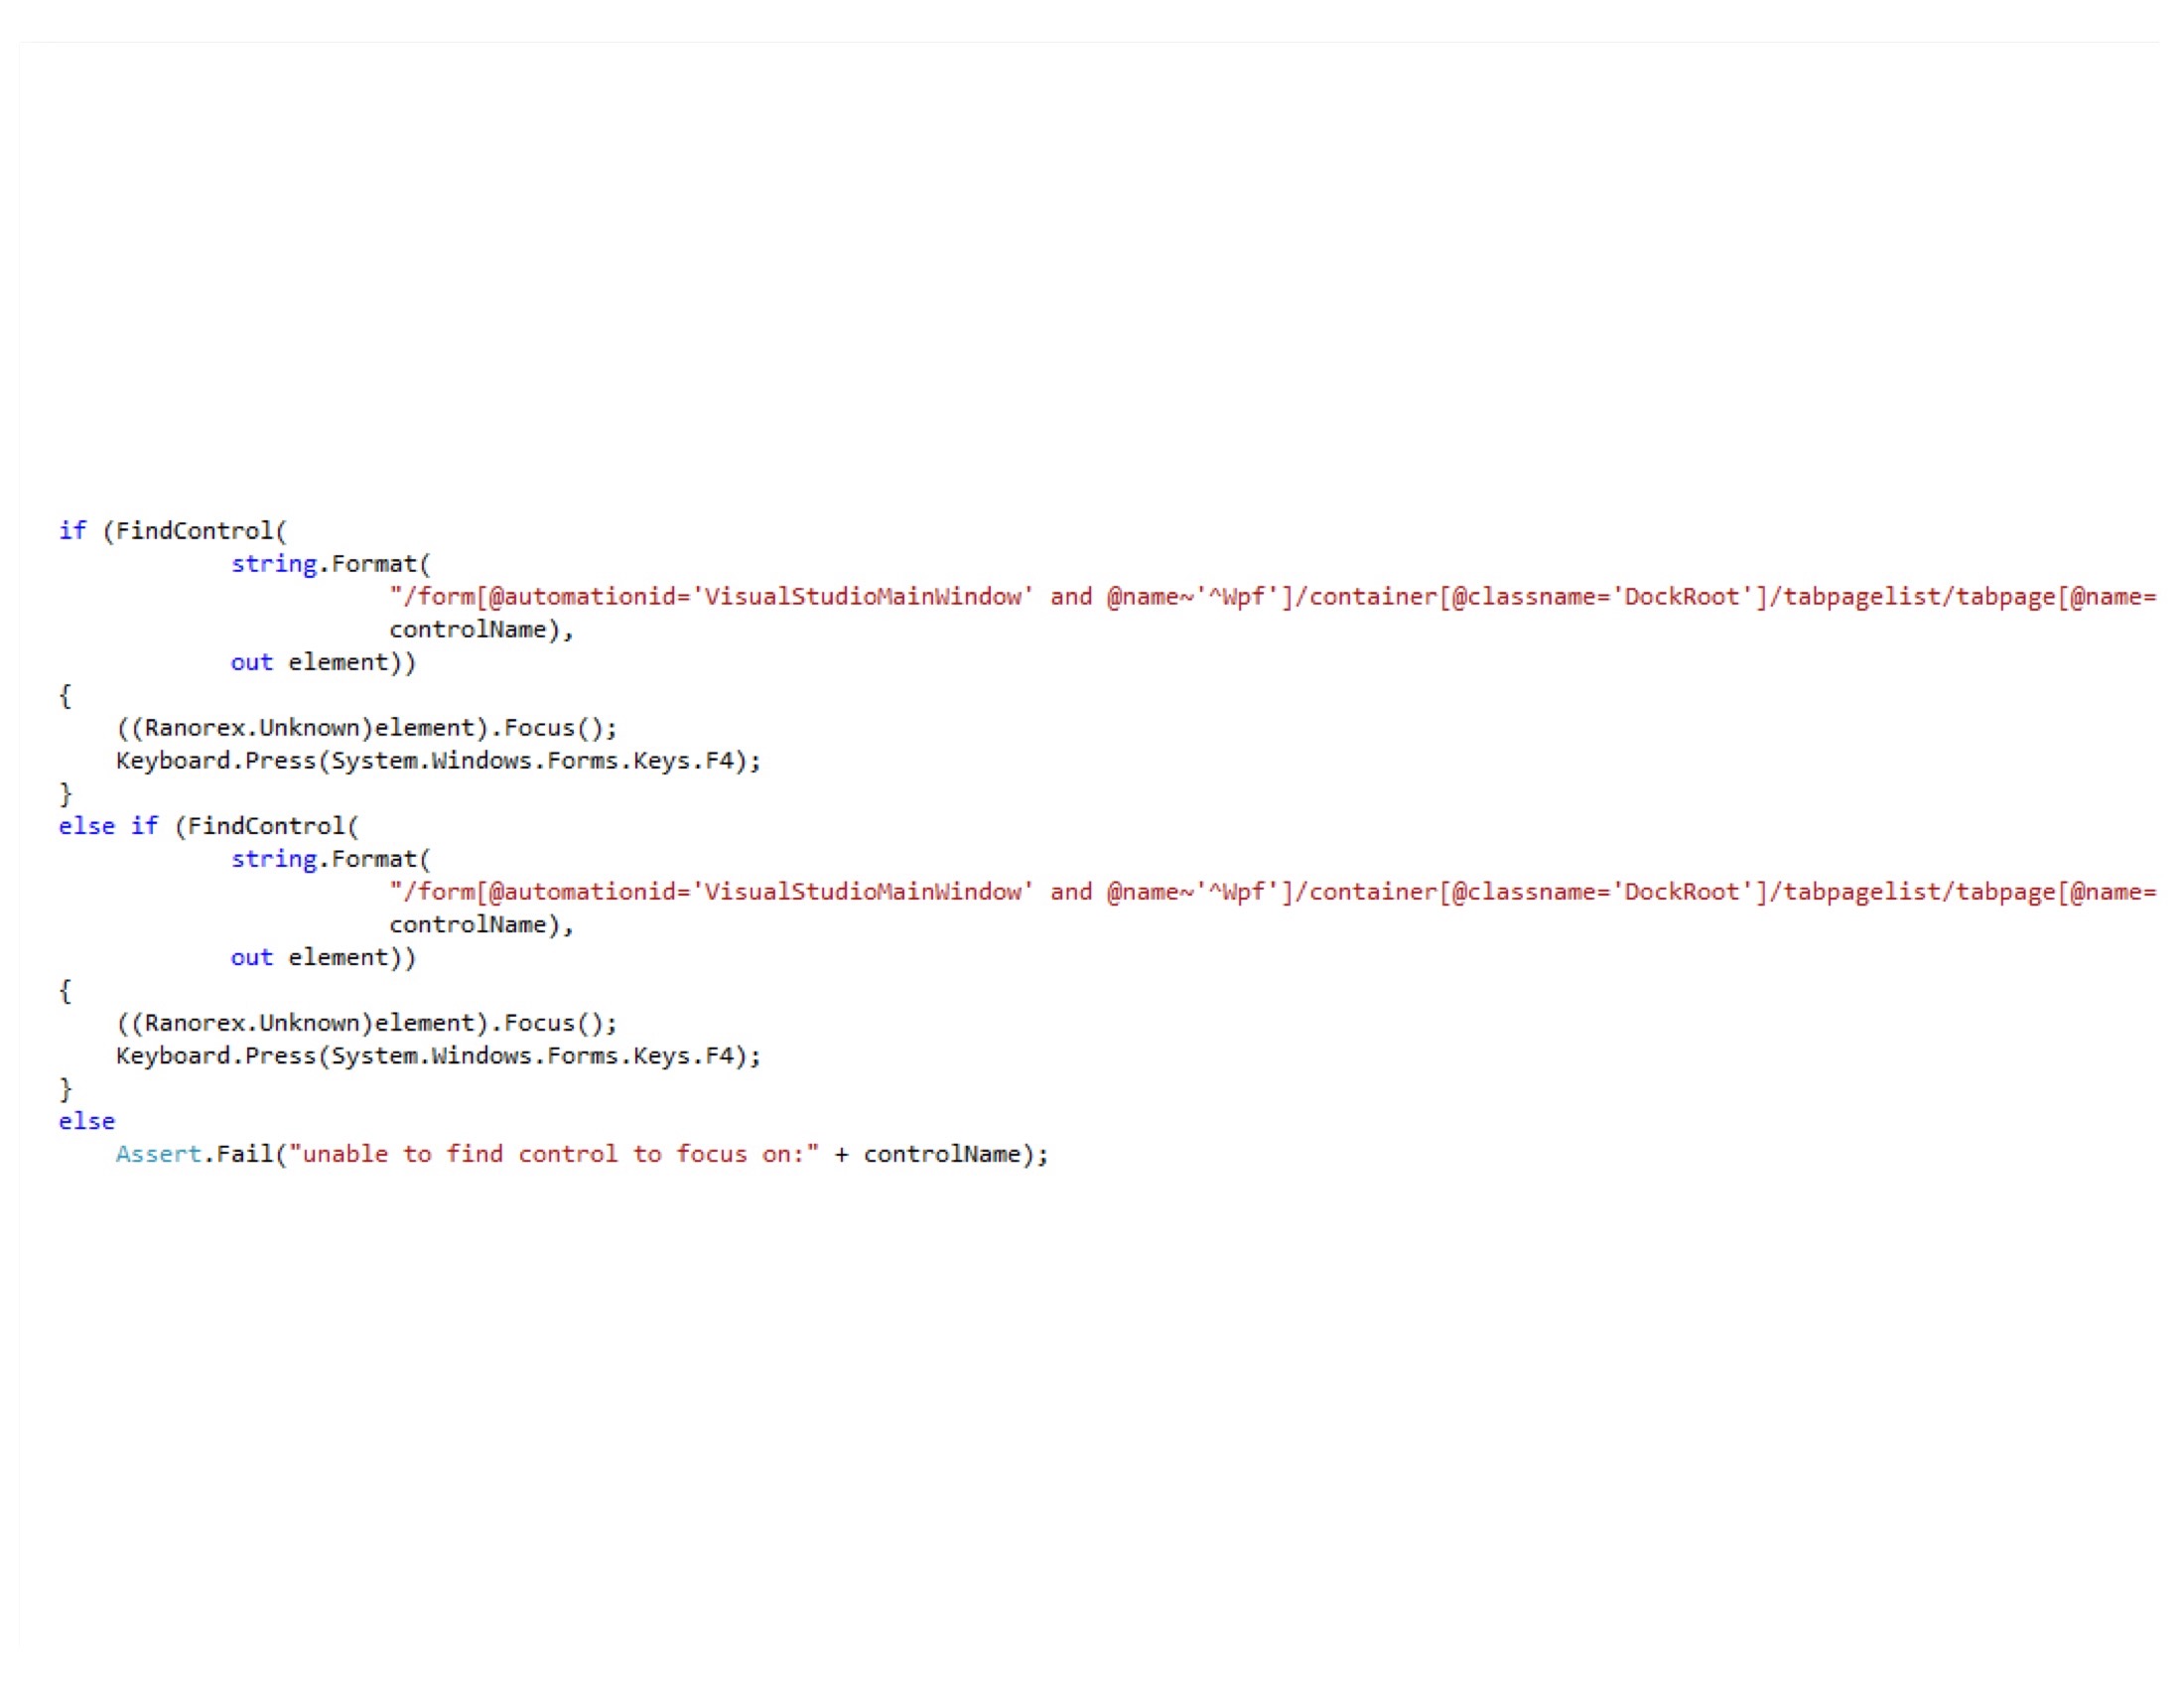 if (FindControl(
string.Format(
"/form[@automationid='VisualStudioMainWindow' and @name~'^Wpf']/container[@classname='DockRoot']/tabpagelist/tabpage[@name=
controlName),
out element))
{
((Ranorex.Unknown)element).Focus();
Keyboard.Press(System.Windows.Forms.Keys.F4);
}
else if (FindControl(
string.Format(
"/form[@automationid='VisualStudioMainWindow' and @name~'^Wpf']/container[@classname='DockRoot']/tabpagelist/tabpage[@name=
controlName),
out element))
{
((Ranorex.Unknown)element).Focus();
Keyboard.Press(System.Windows.Forms.Keys.F4);
}
else
Assert.Fail("unable to find control to focus on:" + controlName);